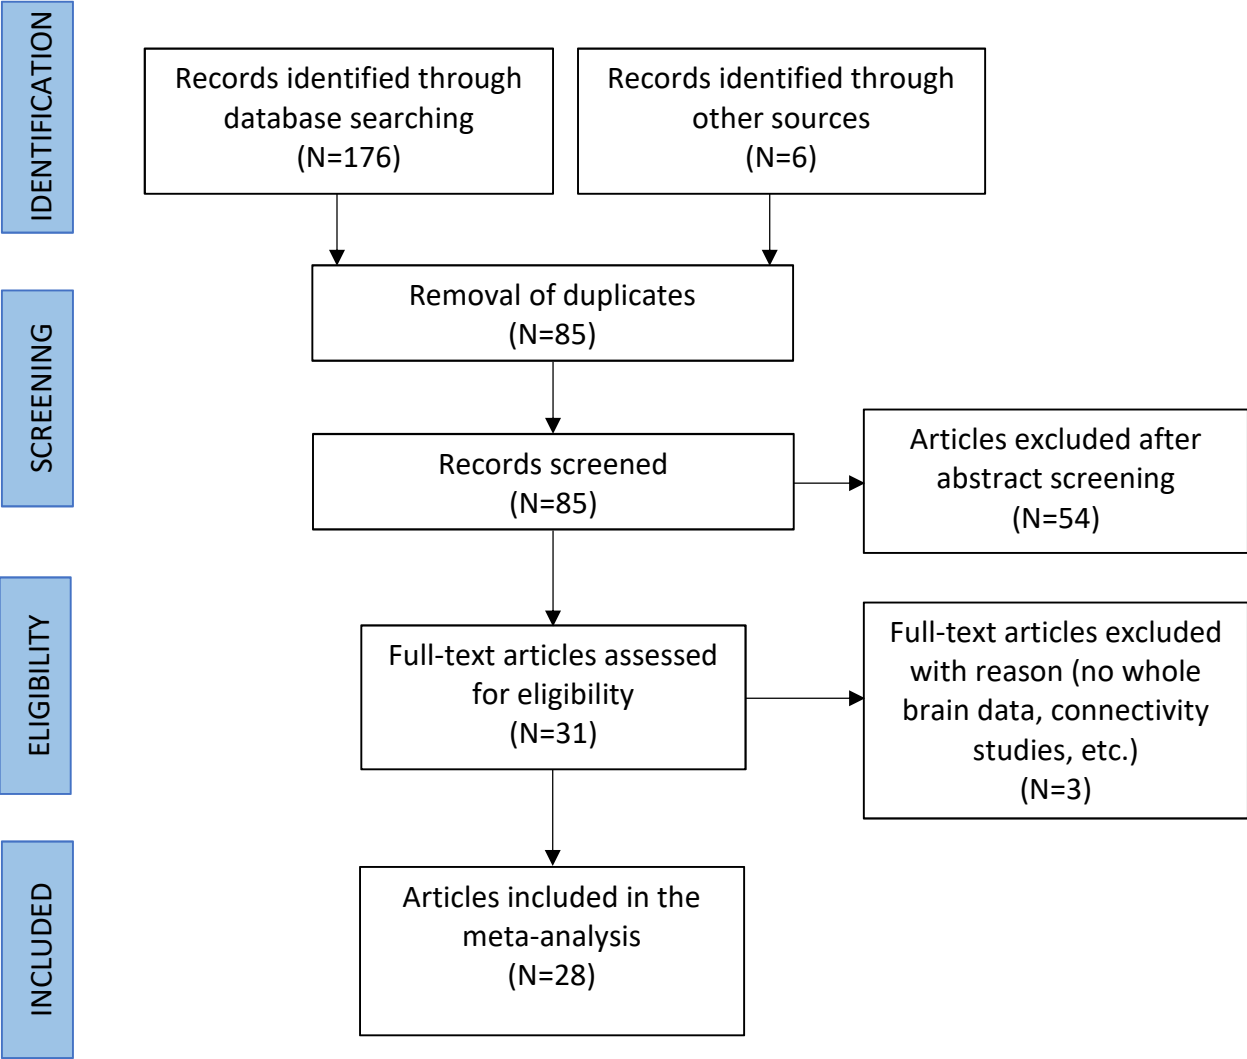 IDENTIFICATION
Records identified through
database searching
(N=176)
Records identified through
other sources
(N=6)
SCREENING
Removal of duplicates
(N=85)
Records screened
(N=85)
Articles excluded after
abstract screening
(N=54)
ELIGIBILITY
Full-text articles assessed
for eligibility
(N=31)
Full-text articles excluded
with reason (no whole
brain data, connectivity
studies, etc.)
(N=3)
INCLUDED
Articles included in the
meta-analysis
(N=28)